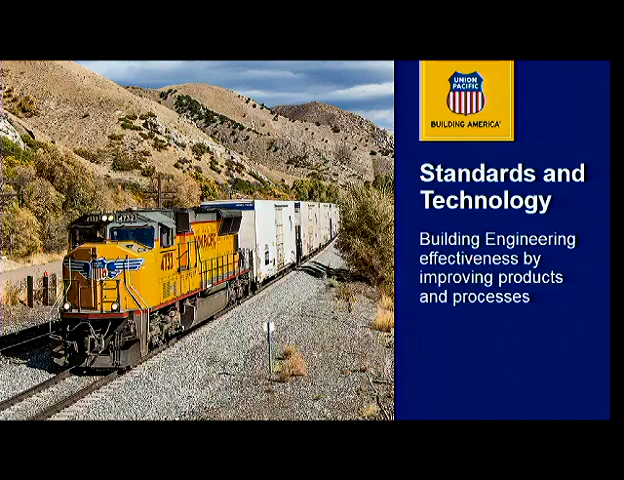 UNION
PACIFIC
BUILDING AMERICA®
Standards and
Technology
Building Engineering
effectiveness by
improving products
and processes